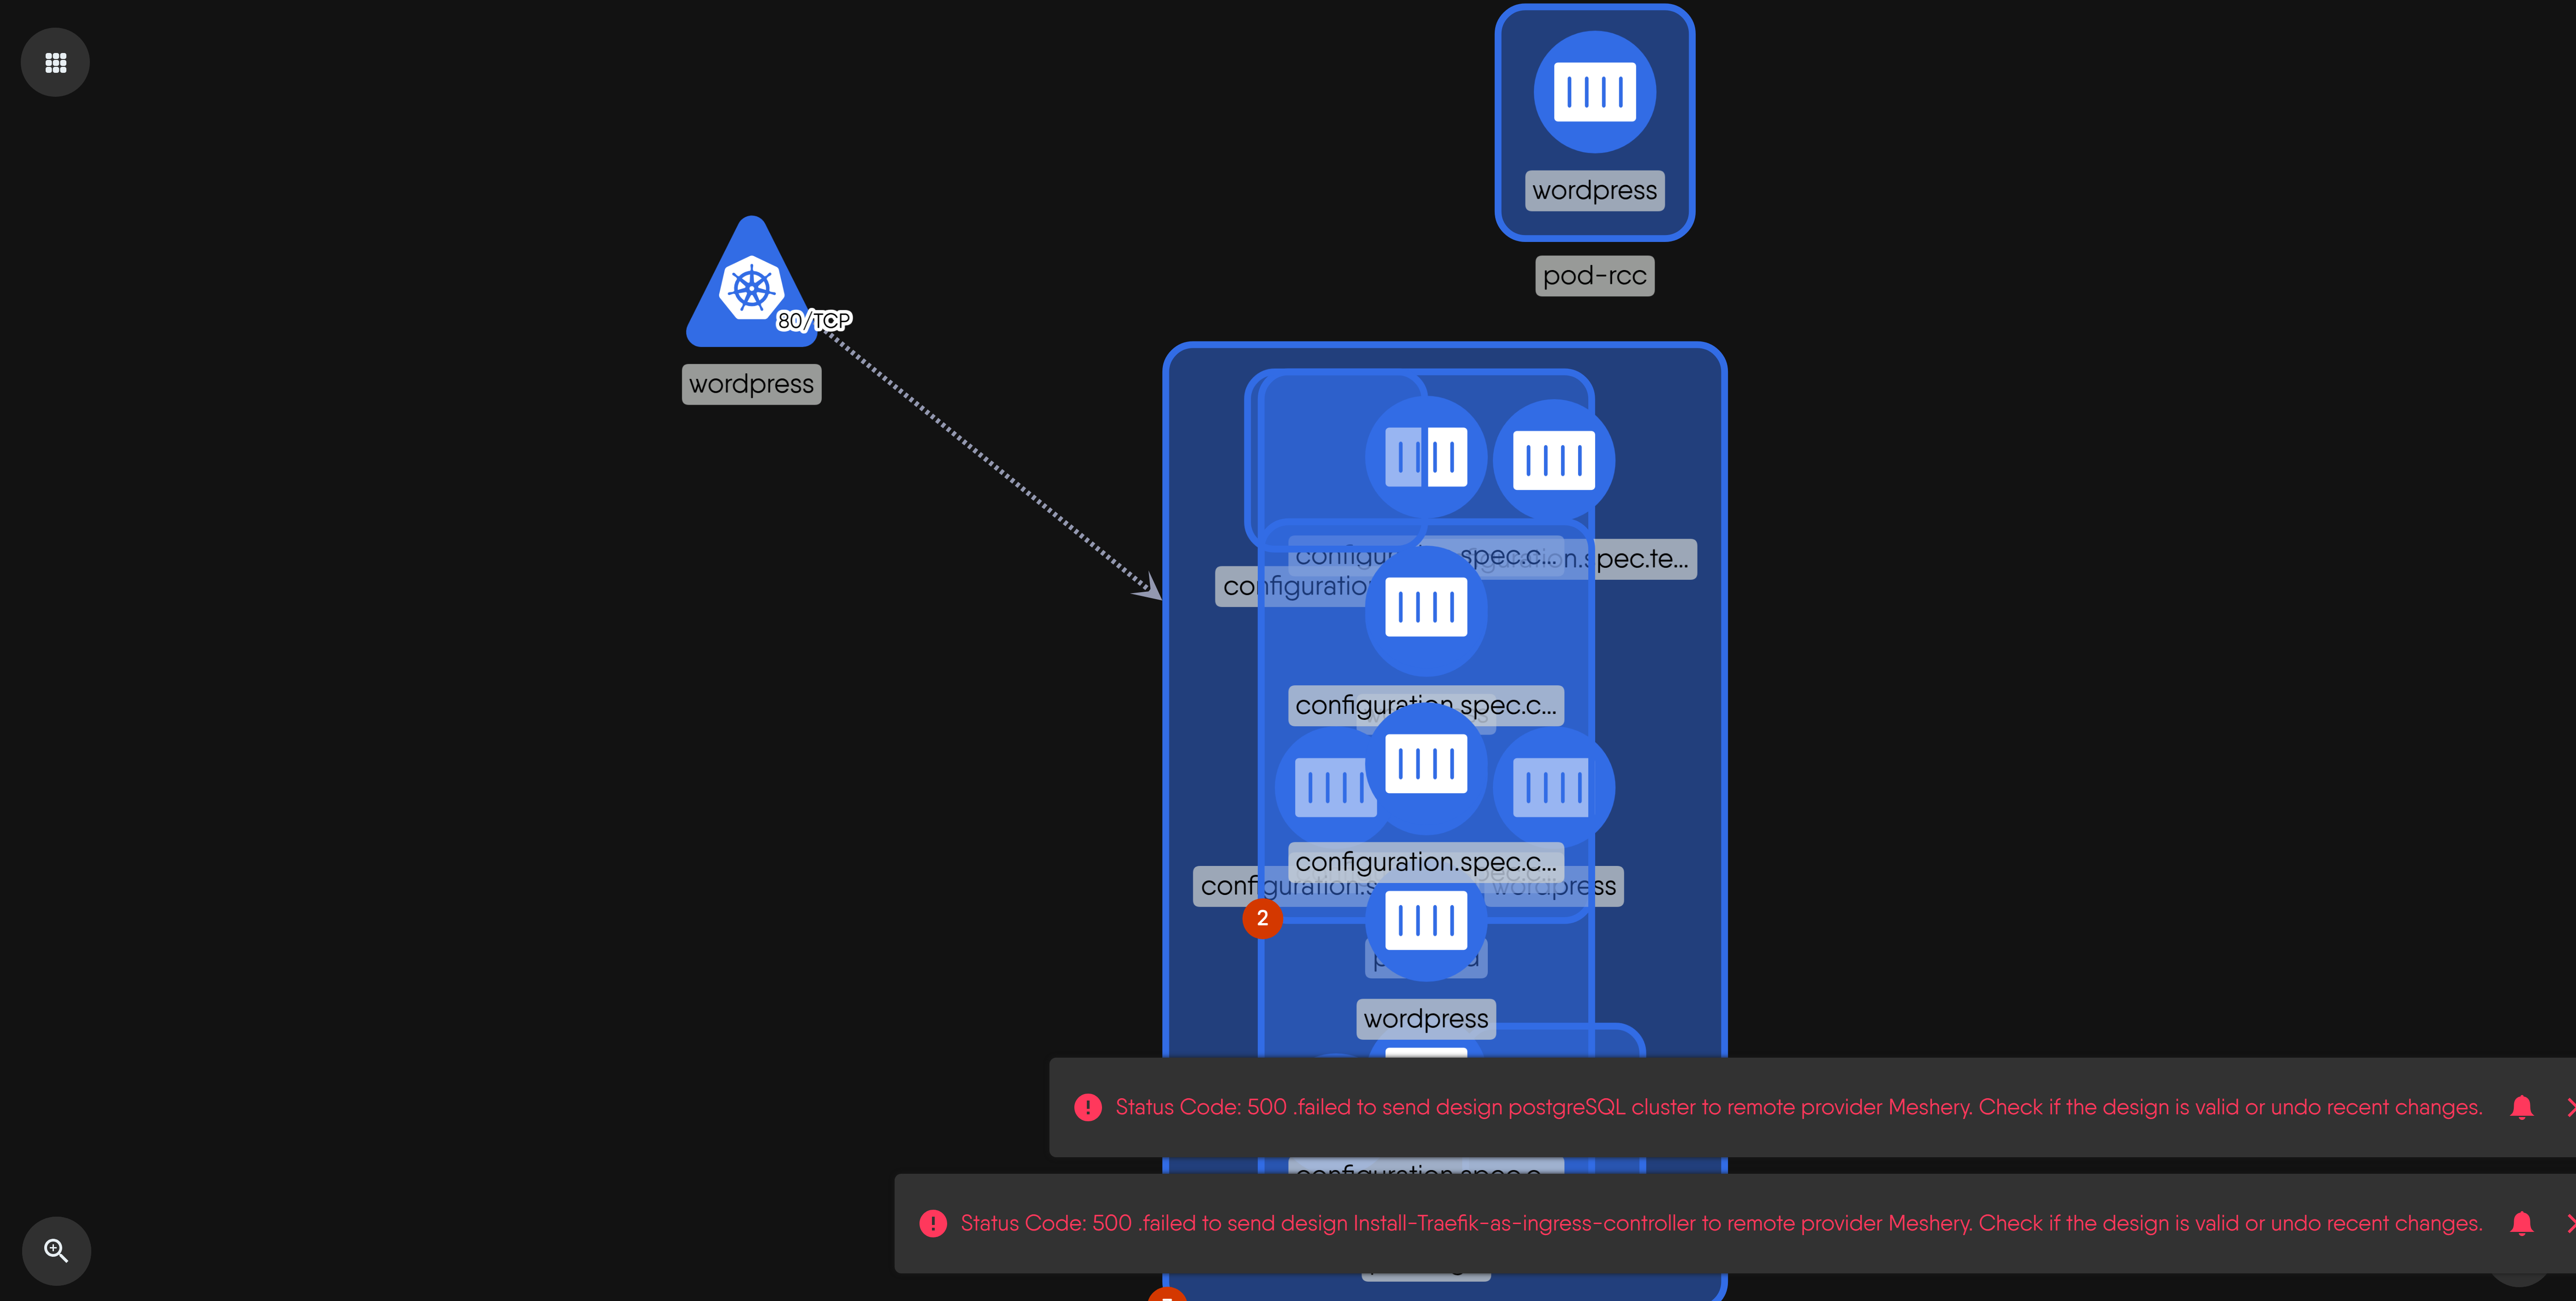 wordpress
pod-rcc
80/TCP
wordpress
configuration.spec.c...
spec.te...
configuration
configuration.spec.c...
configuration.spec.c...
configuration.s
wordpress
2
wordpress
Status Code: 500 .failed to send design postgreSQL cluster to remote provider Meshery. Check if the design is valid or undo recent changes.
configuration.spec.c...
Status Code: 500 .failed to send design Install-Traefik-as-ingress-controller to remote provider Meshery. Check if the design is valid or undo recent changes.